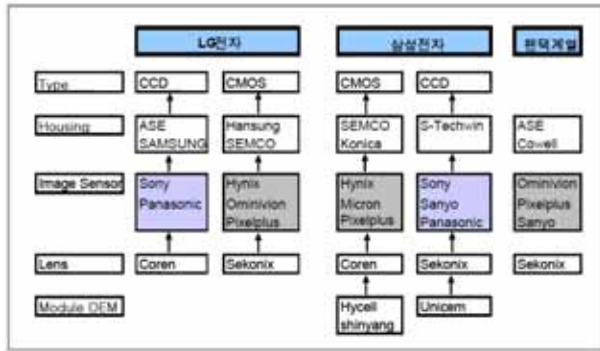 LG전자 삼성전자 팬택계열
Type CCD CMOS CMOS CCD
Housing ASE Hansung SEMCO S-Techwin ASE
SAMSUNG SEMCO Konica Cowell
Image Sensor Sony Hynix Hynix Sony Ominivion
Panasonic Ominivion Micron Sanyo Pixelplus
Pixelplus Pixelplus Panasonic Sanyo
Lens Coren Sekonix Coren Sekonix Sekonix
Module OEM Hycell Unicem
shinyang